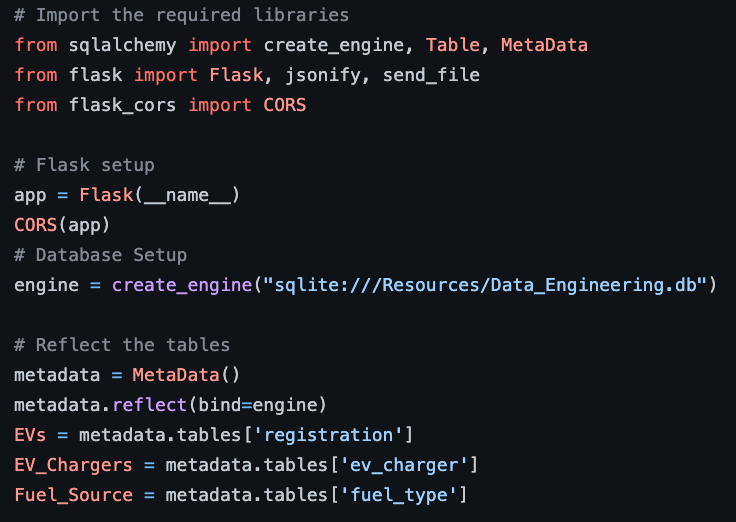 # Import the required libraries
from sqlalchemy import create_engine, Table, MetaData
from flask import Flask, jsonify, send_file
from flask_cors import CORS
# Flask setup
app = Flask(__name__)
CORS(app)
# Database Setup
engine = create_engine("sqlite:///Resources/Data_Engineering.db")
# Reflect the tables
metadata = MetaData()
metadata.reflect(bind=engine)
EVs = metadata.tables['registration']
EV_Chargers = metadata.tables['ev_charger']
Fuel_Source = metadata.tables['fuel_type']